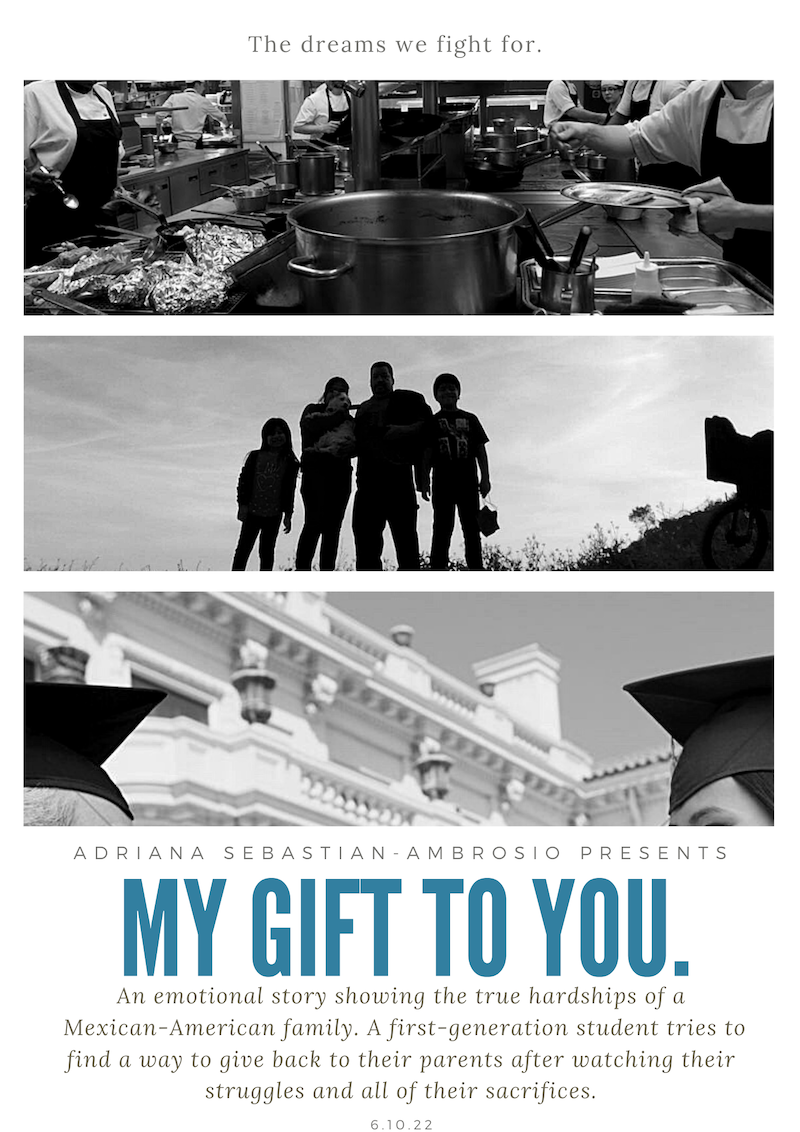 The dreams we fight for.
ADRIANA SEBASTIAN-AMBROSIO PRESENTS
MY GIFT TO YOU.
An emotional story showing the true hardships of a
Mexican-American family. A first-generation student tries to
find a way to give back to their parents after watching their
struggles and all of their sacrifices.
6.10.22